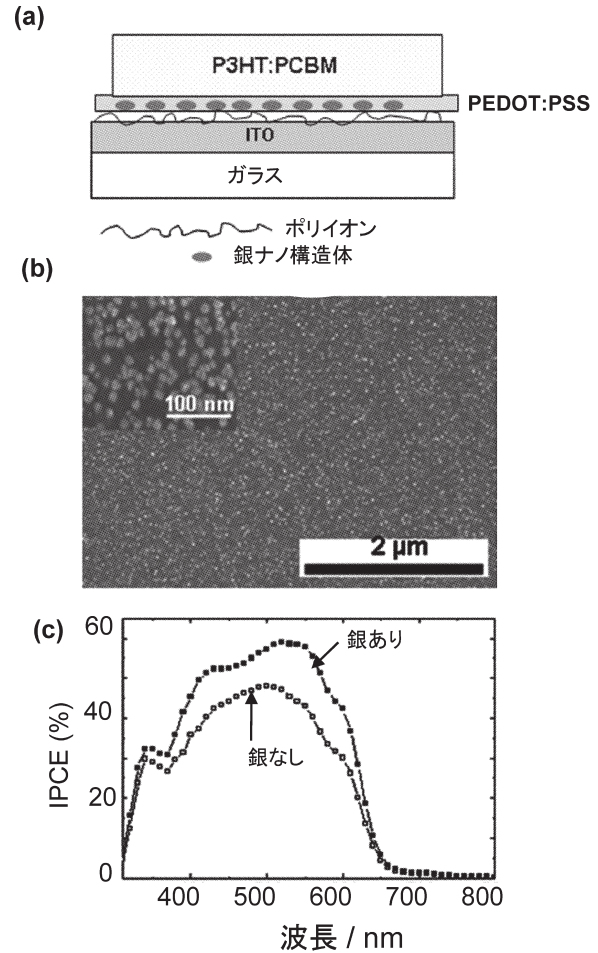 (a)
P3HT:PCBM
PEDOT:PSS
ITO
ガラス
ポリイオン
銀ナノ構造体
(b)
100 nm
2 μm
(c)
60
40
20
0
IPCE (%)
銀あり
銀なし
400 500 600 700 800
波長 / nm